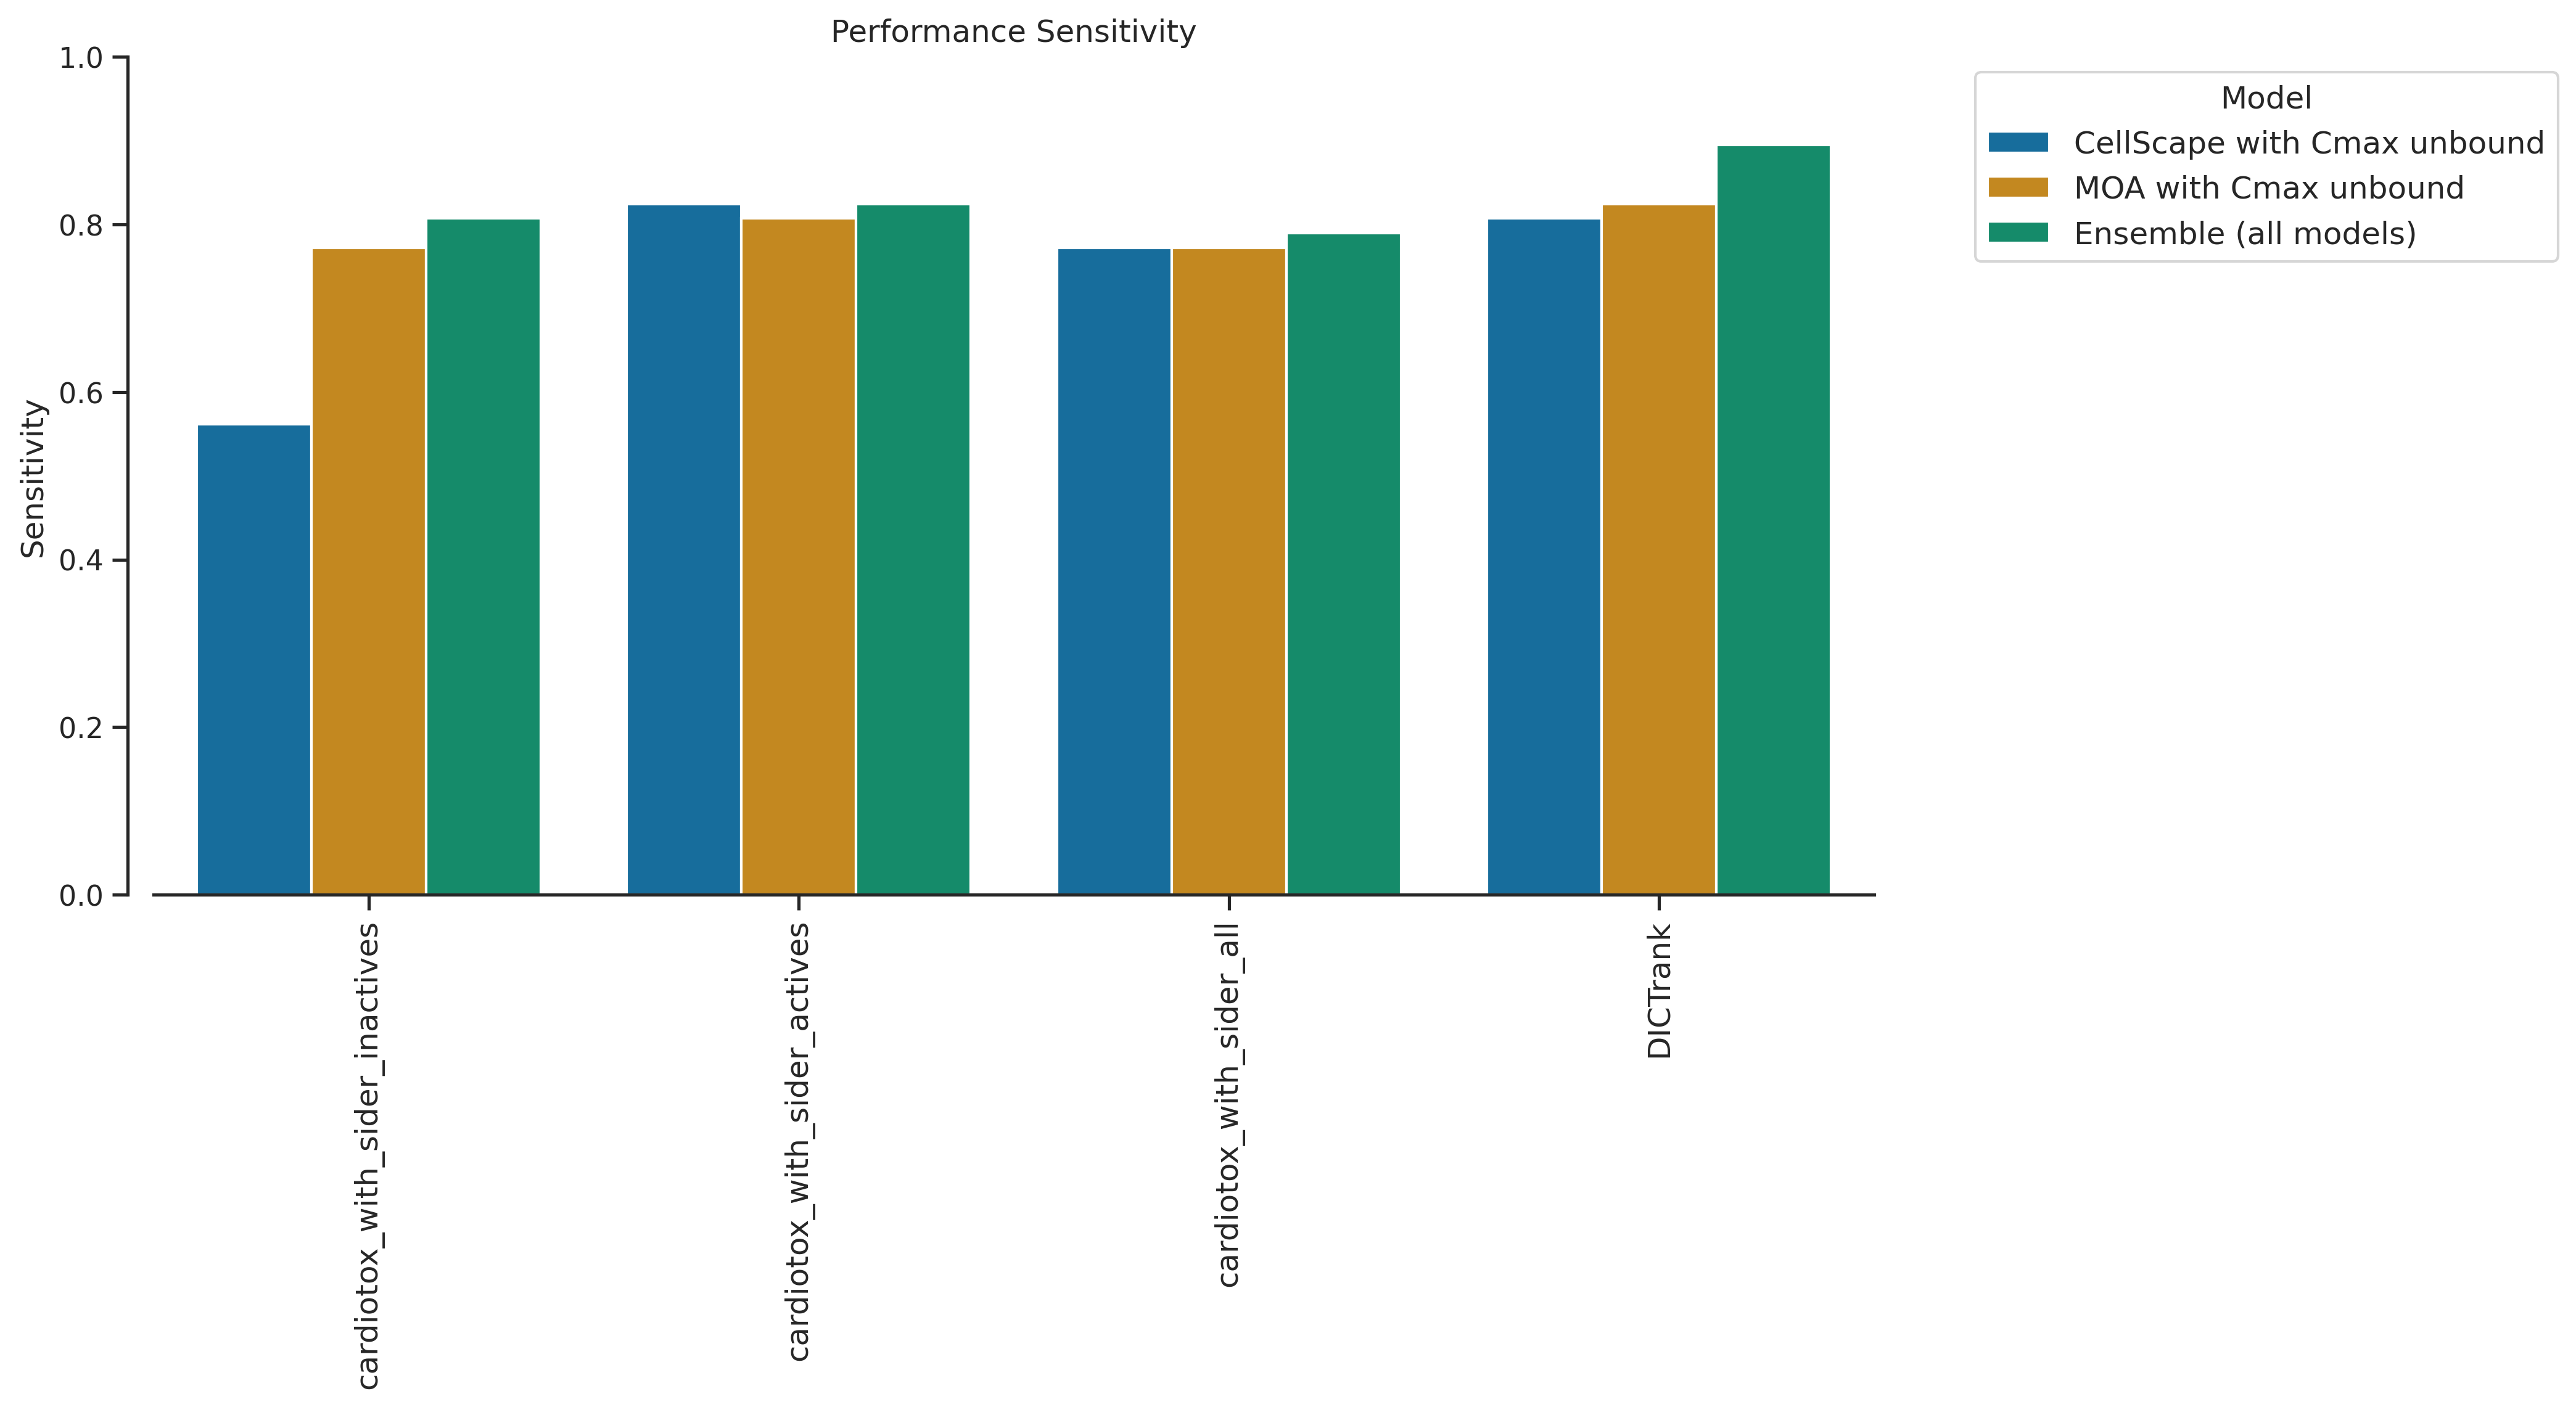 Performance Sensitivity
1.0
0.8
0.6
0.4
0.2
0.0
Sensitivity
cardiotox_with_sider_inactives
cardiotox_with_sider_actives
cardiotox_with_sider_all
DICTrank
Model
CellScape with Cmax unbound
MOA with Cmax unbound
Ensemble (all models)